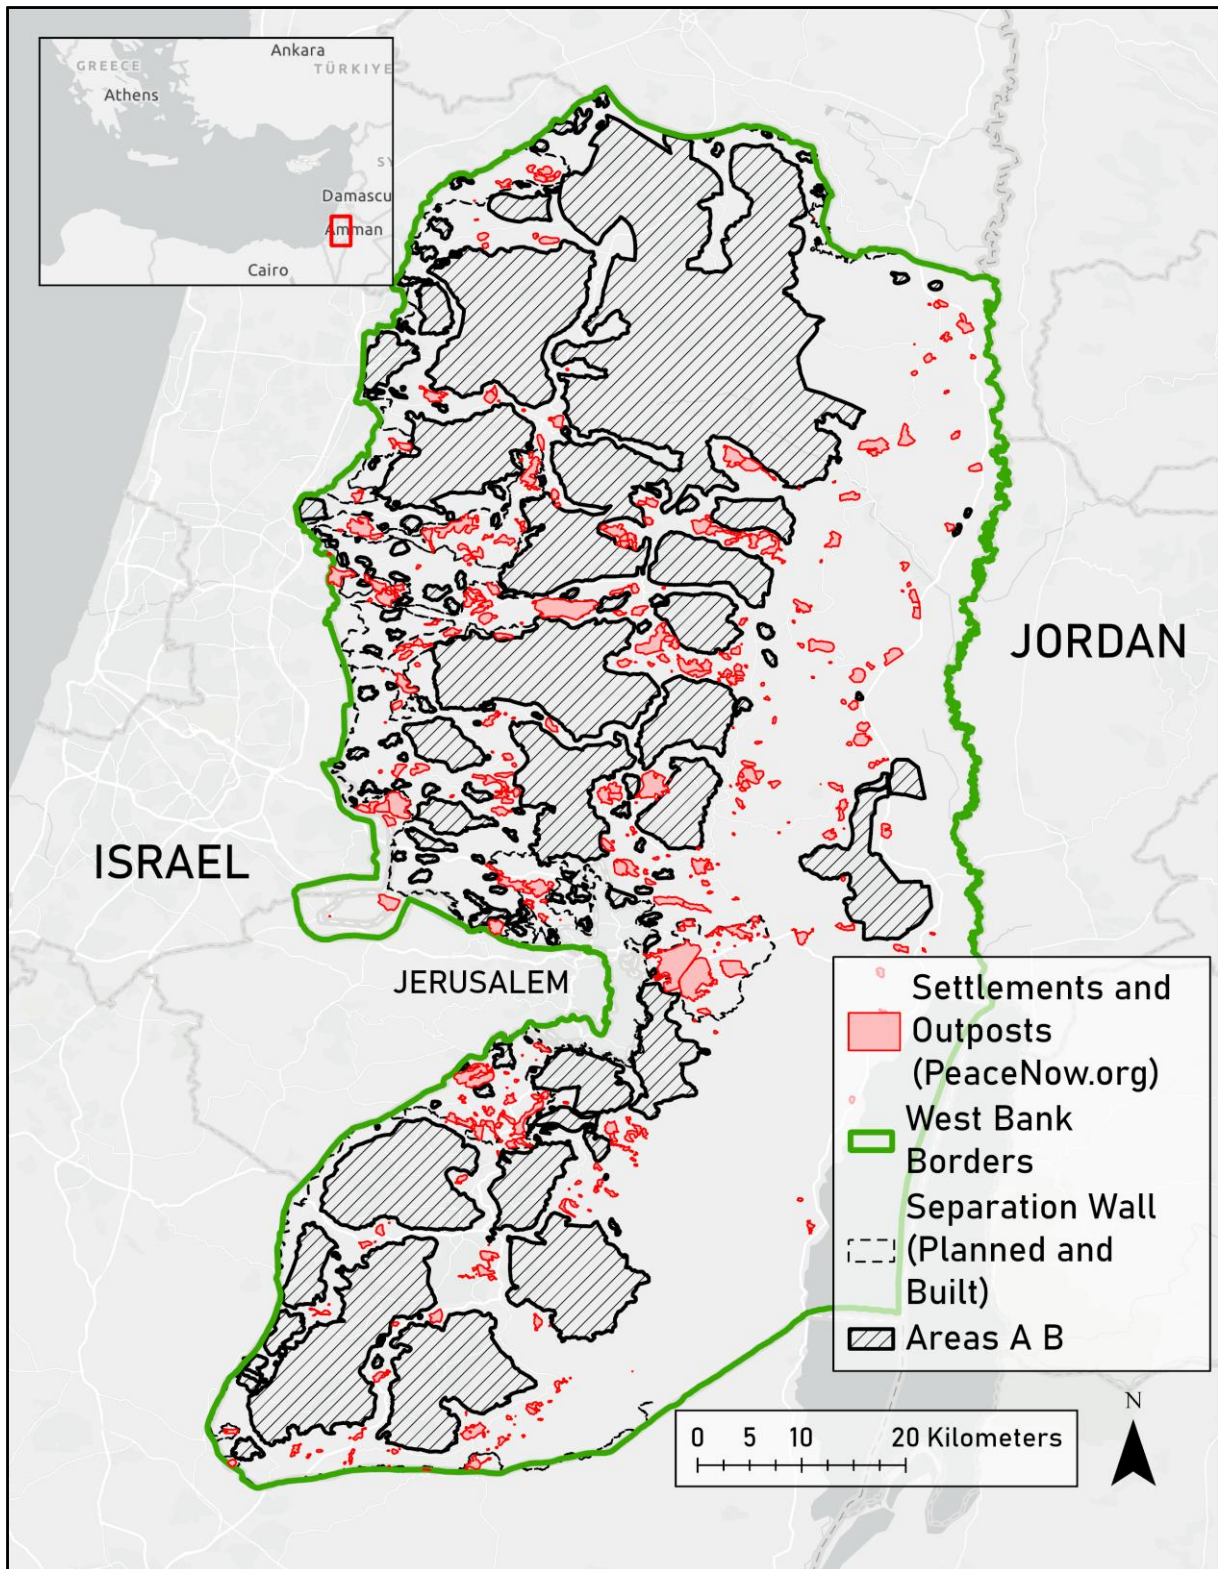 Ankara
GREECE
TÜRKIYE
Athens
SY
Damascu
Amman
Cairo
JORDAN
ISRAEL
JERUSALEM
Settlements and
Outposts
(PeaceNow.org)
West Bank
Borders
Separation Wall
(Planned and
Built)
Areas A B
N
0 5 10 20 Kilometers